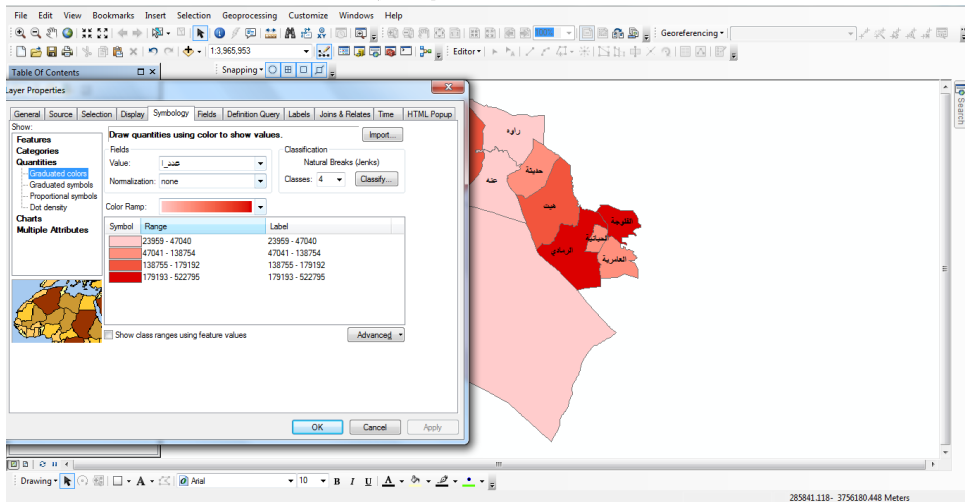 File Edit View Bookmarks Insert Selection Geoprocessing Customize Windows Help
100% Georeferencing
1:3,965,953 Editor
Table Of Contents Snapping
Layer Properties
General Source Selection Display Symbology Fields Definition Query Labels Joins & Relates Time HTML Popup
Show:
Features
Categories
Quantities
Graduated colors
Graduated symbols
Proportional symbols
Dot density
Charts
Multiple Attributes
Draw quantities using color to show values. Import...
Fields
Value: عدد_ا
Normalization: none
Classification
Natural Breaks (Jenks)
Classes: 4 Classify...
Color Ramp:
Symbol Range Label
23959 - 47040 23959 - 47040
47041 - 138754 47041 - 138754
138755 - 179192 138755 - 179192
179193 - 522795 179193 - 522795
Show class ranges using feature values Advanced
OK Cancel Apply
راوه
حديثة
عنه
هيت
الفلوجه
الحبانية
الرمادي
العامرية
Search
Drawing A Arial 10 B I U A
285841.118- 3756180.448 Meters